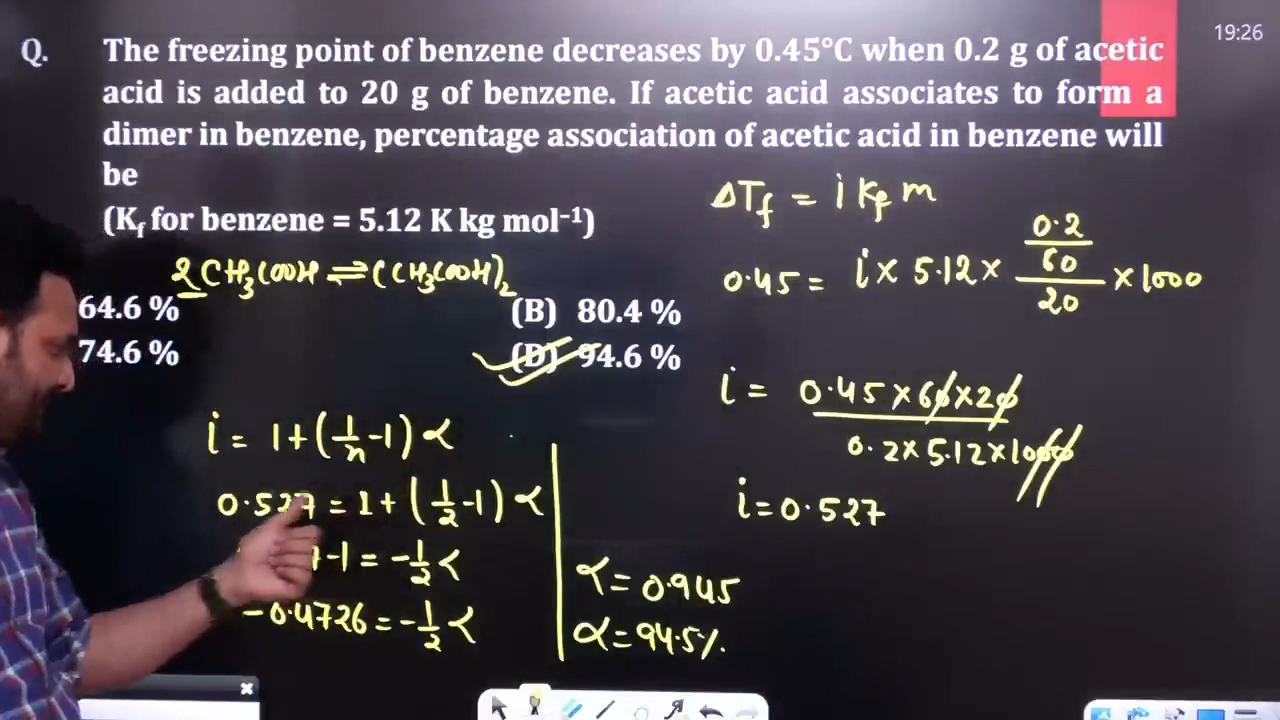 19:26
Q. The freezing point of benzene decreases by 0.45°C when 0.2 g of acetic
acid is added to 20 g of benzene. If acetic acid associates to form a
dimer in benzene, percentage association of acetic acid in benzene will
be
(Kf for benzene = 5.12 K kg mol⁻¹)
2CH3COOH ⇌ (CH3COOH)2
64.6 % (B) 80.4 %
74.6 % (D) 94.6 %
ΔTf = i Kf m
0.45 = i × 5.12 × 0.2/60/20 × 1000
i = 0.45×60×20/0.2×5.12×1000
i = 0.527
i = 1+(1/n-1)α
0.527 = 1+(1/2-1)α
-1 = -1/2 α
-0.4726 = -1/2 α
α = 0.945
α = 94.5%